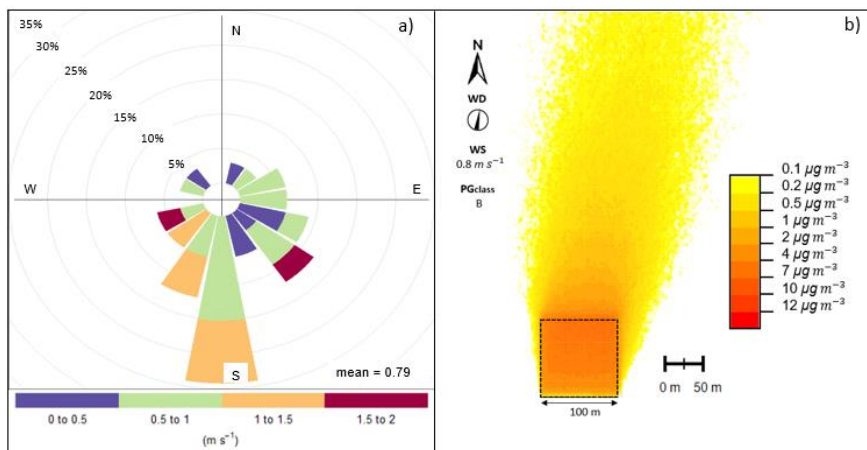 a)
N
35%
30%
25%
20%
15%
10%
5%
W
E
S
mean = 0.79
0 to 0.5
0.5 to 1
1 to 1.5
1.5 to 2
(m s⁻¹)
b)
N
WD
WS
0.8 m s⁻¹
PGclass
B
0.1 μg m⁻³
0.2 μg m⁻³
0.5 μg m⁻³
1 μg m⁻³
2 μg m⁻³
4 μg m⁻³
7 μg m⁻³
10 μg m⁻³
12 μg m⁻³
0 m 50 m
100 m